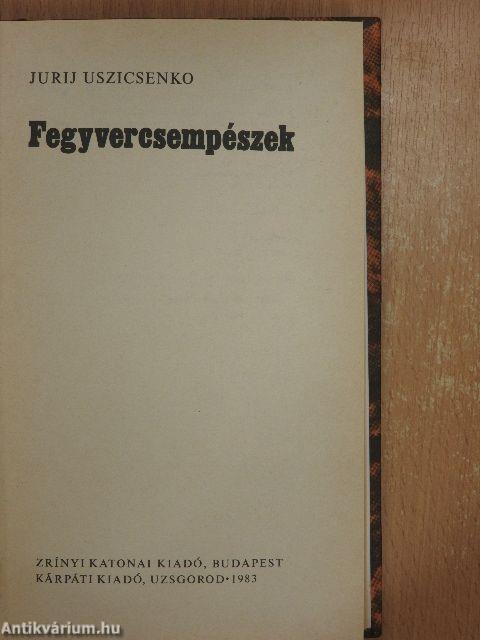 JURIJ USZICSENKO
Fegyvercsempészek
ZRÍNYI KATONAI KIADÓ, BUDAPEST
KÁRPÁTI KIADÓ, UZSGOROD•1983
Antikvárium.hu